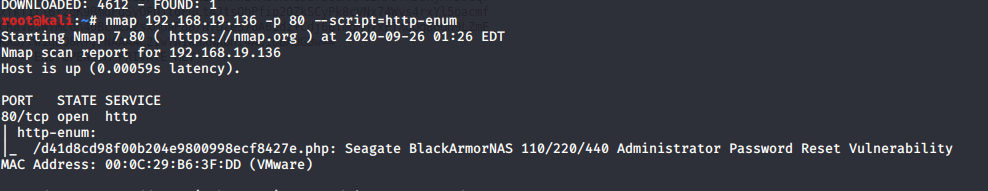 DOWNLOADED: 4612 - FOUND: 1
root@kali:~# nmap 192.168.19.136 -p 80 --script=http-enum
Starting Nmap 7.80 ( https://nmap.org ) at 2020-09-26 01:26 EDT
Nmap scan report for 192.168.19.136
Host is up (0.00059s latency).
PORT   STATE SERVICE
80/tcp open  http
| http-enum:
|_  /d41d8cd98f00b204e9800998ecf8427e.php: Seagate BlackArmorNAS 110/220/440 Administrator Password Reset Vulnerability
MAC Address: 00:0C:29:B6:3F:DD (VMware)